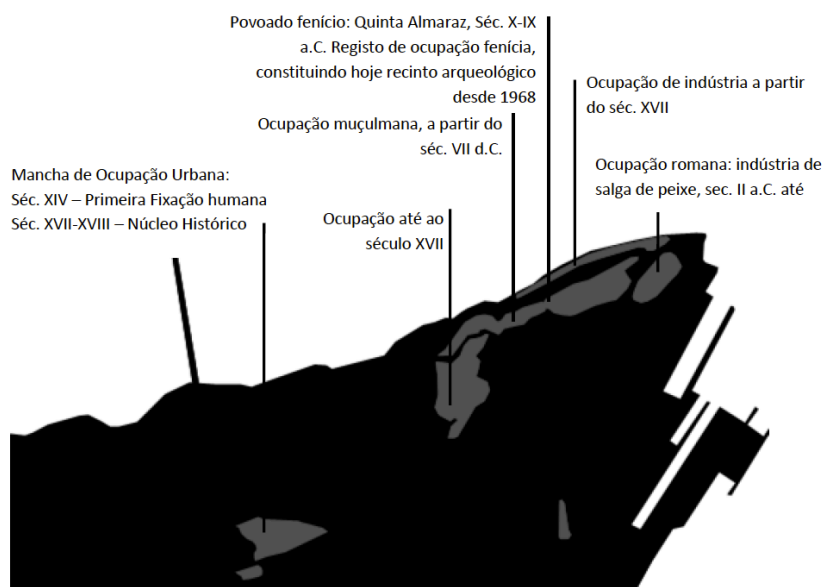 Povoado fenício: Quinta Almaraz, Séc. X-IX
a.C. Registo de ocupação fenícia,
constituindo hoje recinto arqueológico
desde 1968
Ocupação de indústria a partir
do séc. XVII
Ocupação muçulmana, a partir do
séc. VII d.C.
Ocupação romana: indústria de
salga de peixe, sec. II a.C. até
Mancha de Ocupação Urbana:
Séc. XIV – Primeira Fixação humana
Séc. XVII-XVIII – Núcleo Histórico
Ocupação até ao
século XVII